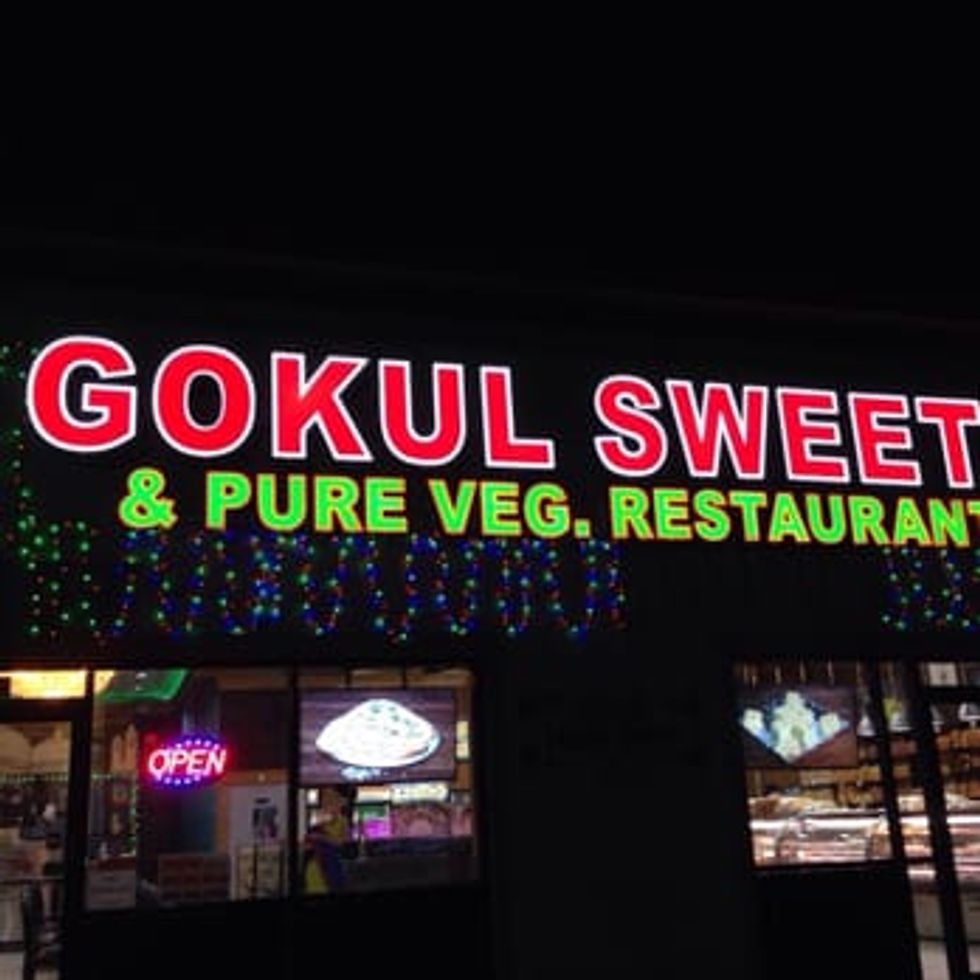 GOKUL SWEET
& PURE VEG. RESTAURANT
OPEN